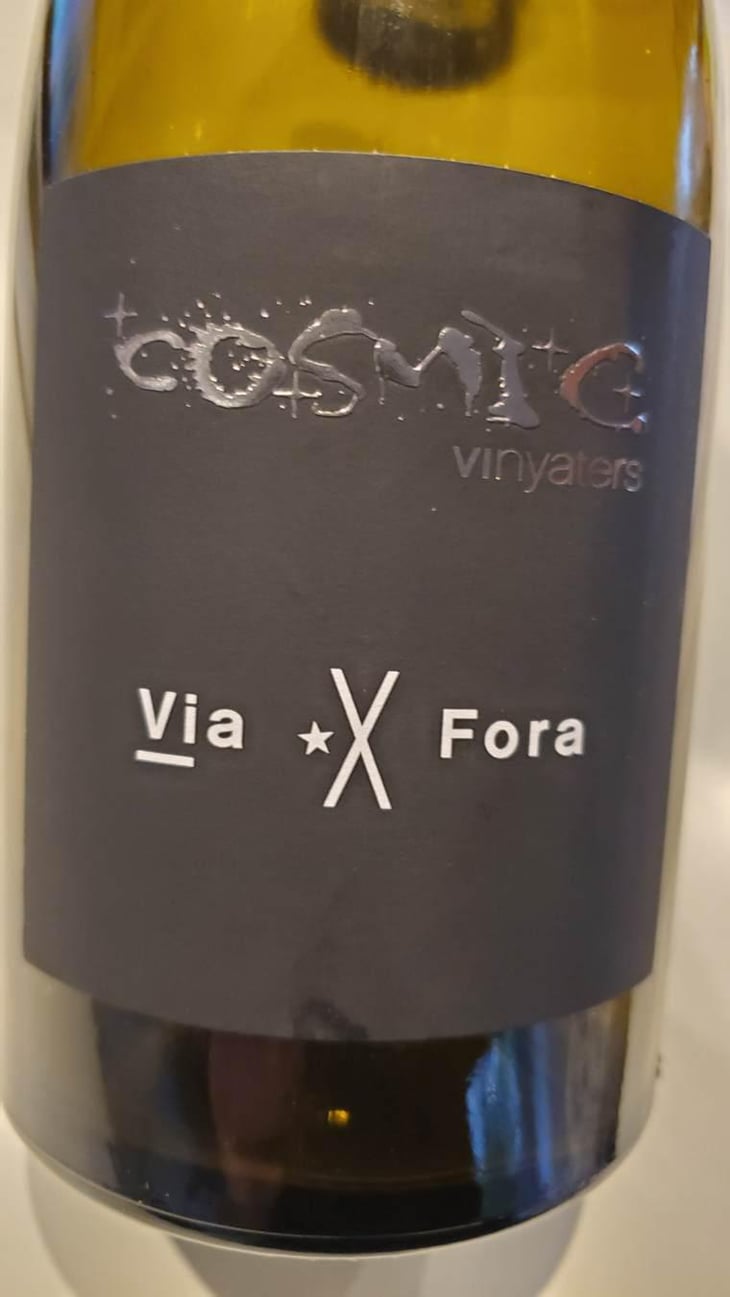 cosmic
vinyaters
Via ★X Fora